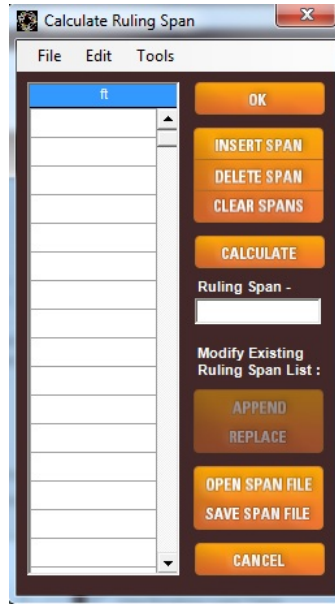 Calculate Ruling Span
File Edit Tools
ft
OK
INSERT SPAN
DELETE SPAN
CLEAR SPANS
CALCULATE
Ruling Span -
Modify Existing
Ruling Span List :
APPEND
REPLACE
OPEN SPAN FILE
SAVE SPAN FILE
CANCEL